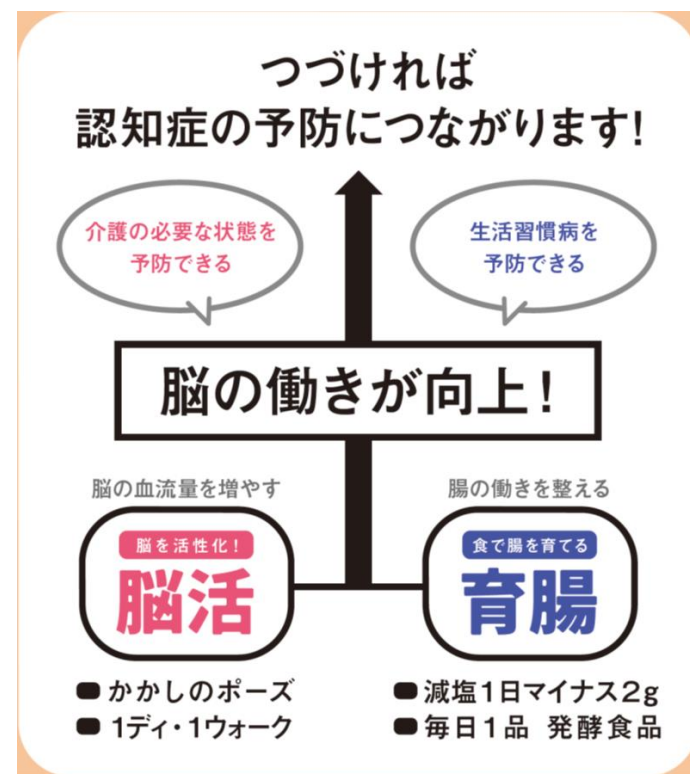 つづければ
認知症の予防につながります!
介護の必要な状態を
予防できる
生活習慣病を
予防できる
脳の働きが向上!
脳の血流量を増やす
腸の働きを整える
脳を活性化!
脳活
食で腸を育てる
育腸
●かかしのポーズ
●1ディ・1ウォーク
●減塩1日マイナス2g
●毎日1品 発酵食品